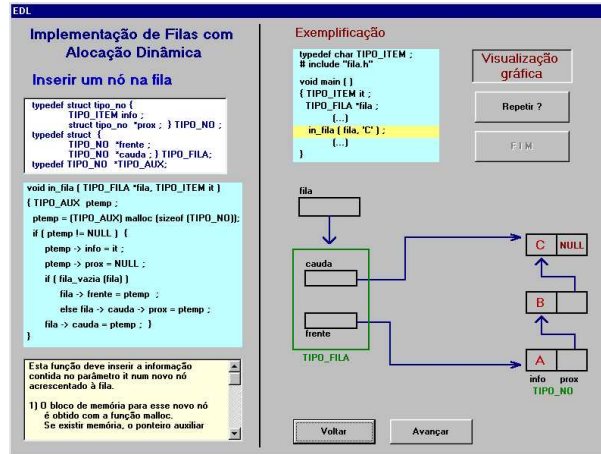 EDL
Implementação de Filas com
Alocação Dinâmica
Inserir um nó na fila
typedef struct tipo_no {
TIPO_ITEM info ;
struct tipo_no *prox ; } TIPO_NO ;
typedef struct {
TIPO_NO *frente ;
TIPO_NO *cauda ; } TIPO_FILA;
typedef TIPO_NO *TIPO_AUX;
void in_fila ( TIPO_FILA *fila, TIPO_ITEM it )
{ TIPO_AUX ptemp ;
ptemp = (TIPO_AUX) malloc (sizeof (TIPO_NO));
if ( ptemp != NULL ) {
ptemp -> info = it ;
ptemp -> prox = NULL ;
if ( fila_vazia (fila) )
fila -> frente = ptemp ;
else fila -> cauda -> prox = ptemp ;
fila -> cauda = ptemp ; }
}
Esta função deve inserir a informação
contida no parâmetro it num novo nó
acrescentado à fila.
1) O bloco de memória para esse novo nó
é obtido com a função malloc.
Se existir memória, o ponteiro auxiliar
Exemplificação
typedef char TIPO_ITEM ;
# include "fila.h"
void main ( )
{ TIPO_ITEM it ;
TIPO_FILA *fila ;
(...)
in_fila ( fila, 'C' ) ;
(...)
}
Visualização
gráfica
Repetir ?
F I M
fila
cauda
frente
TIPO_FILA
C NULL
B
A
info prox
TIPO_NO
Voltar
Avançar